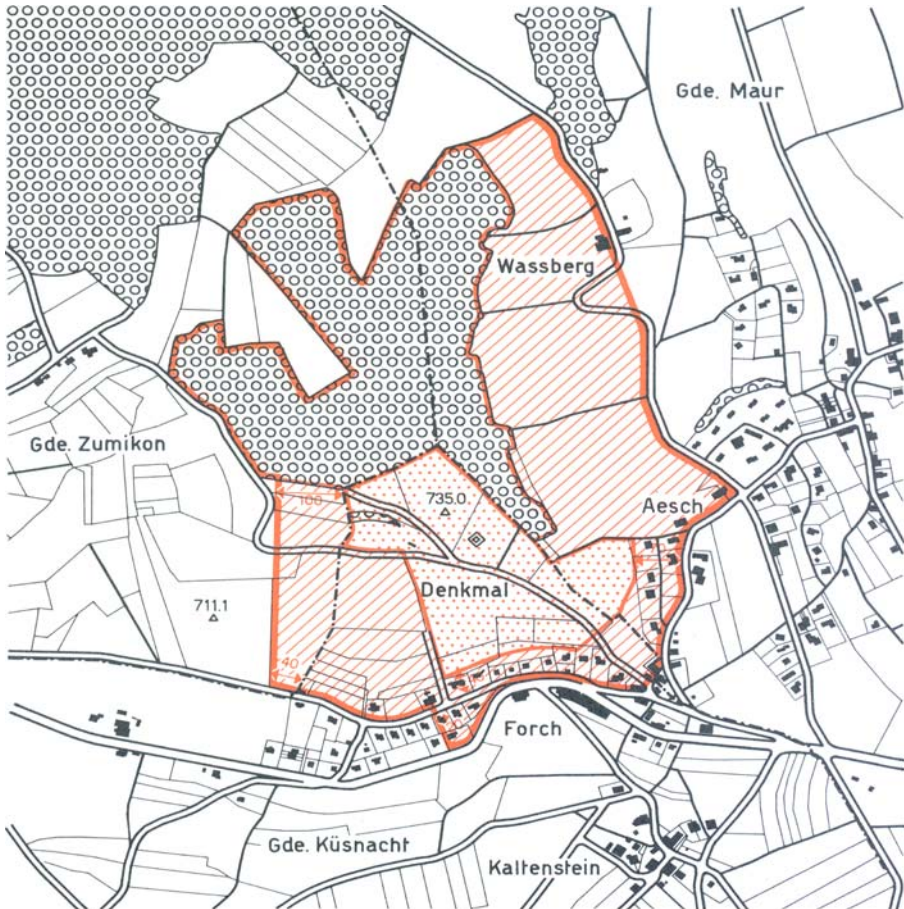 Gde. Maur
Wassberg
Gde. Zumikon
100
735.0
Aesch
Denkmal
711.1
40
Forch
Gde. Küsnacht
Kaltenstein